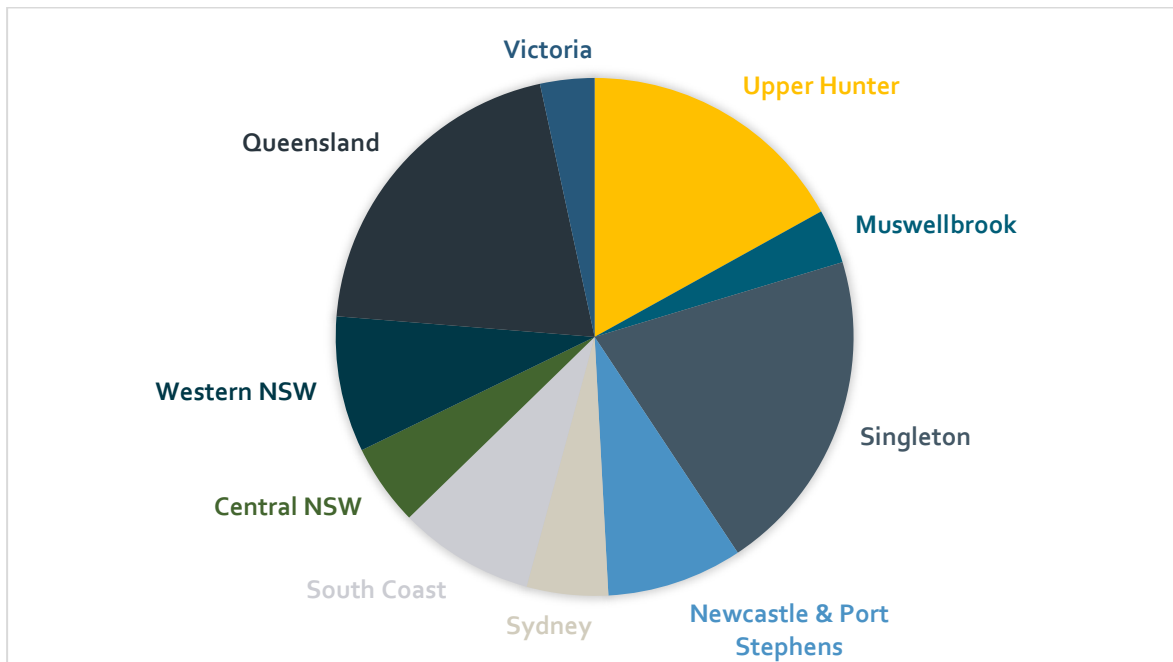 Victoria
Upper Hunter
Queensland
Muswellbrook
Western NSW
Singleton
Central NSW
South Coast
Sydney
Newcastle & Port
Stephens